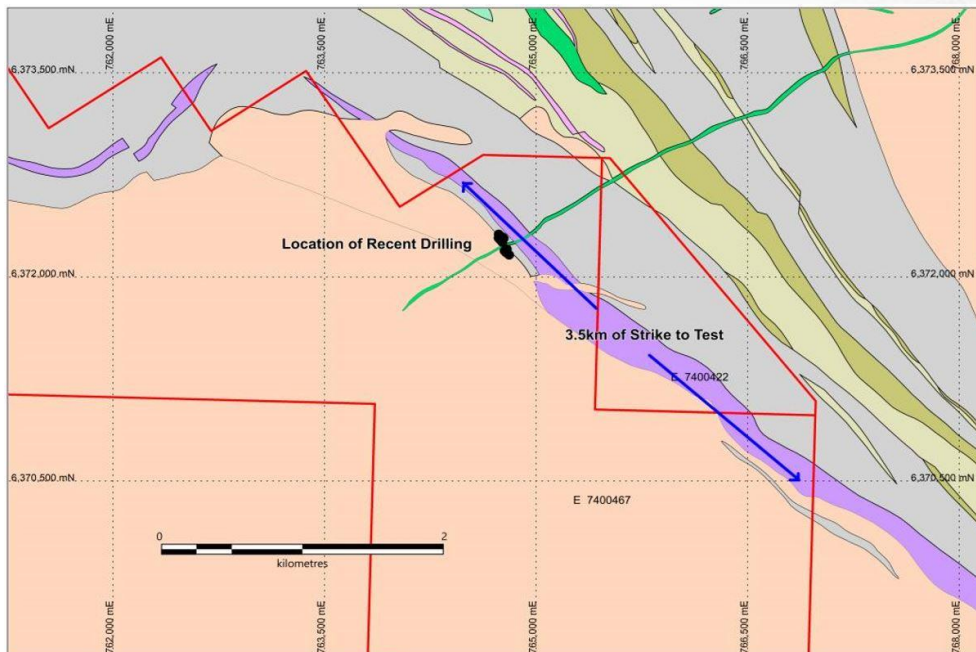 762,000 mE
763,500 mE
765,000 mE
766,500 mE
768,000 mE
6,373,500 mN
6,373,500 mN
Location of Recent Drilling
6,372,000 mN
6,372,000 mN
3.5km of Strike to Test
E 7400422
6,370,500 mN
6,370,500 mN
E 7400467
0
2
kilometres
762,000 mE
763,500 mE
765,000 mE
766,500 mE
768,000 mE